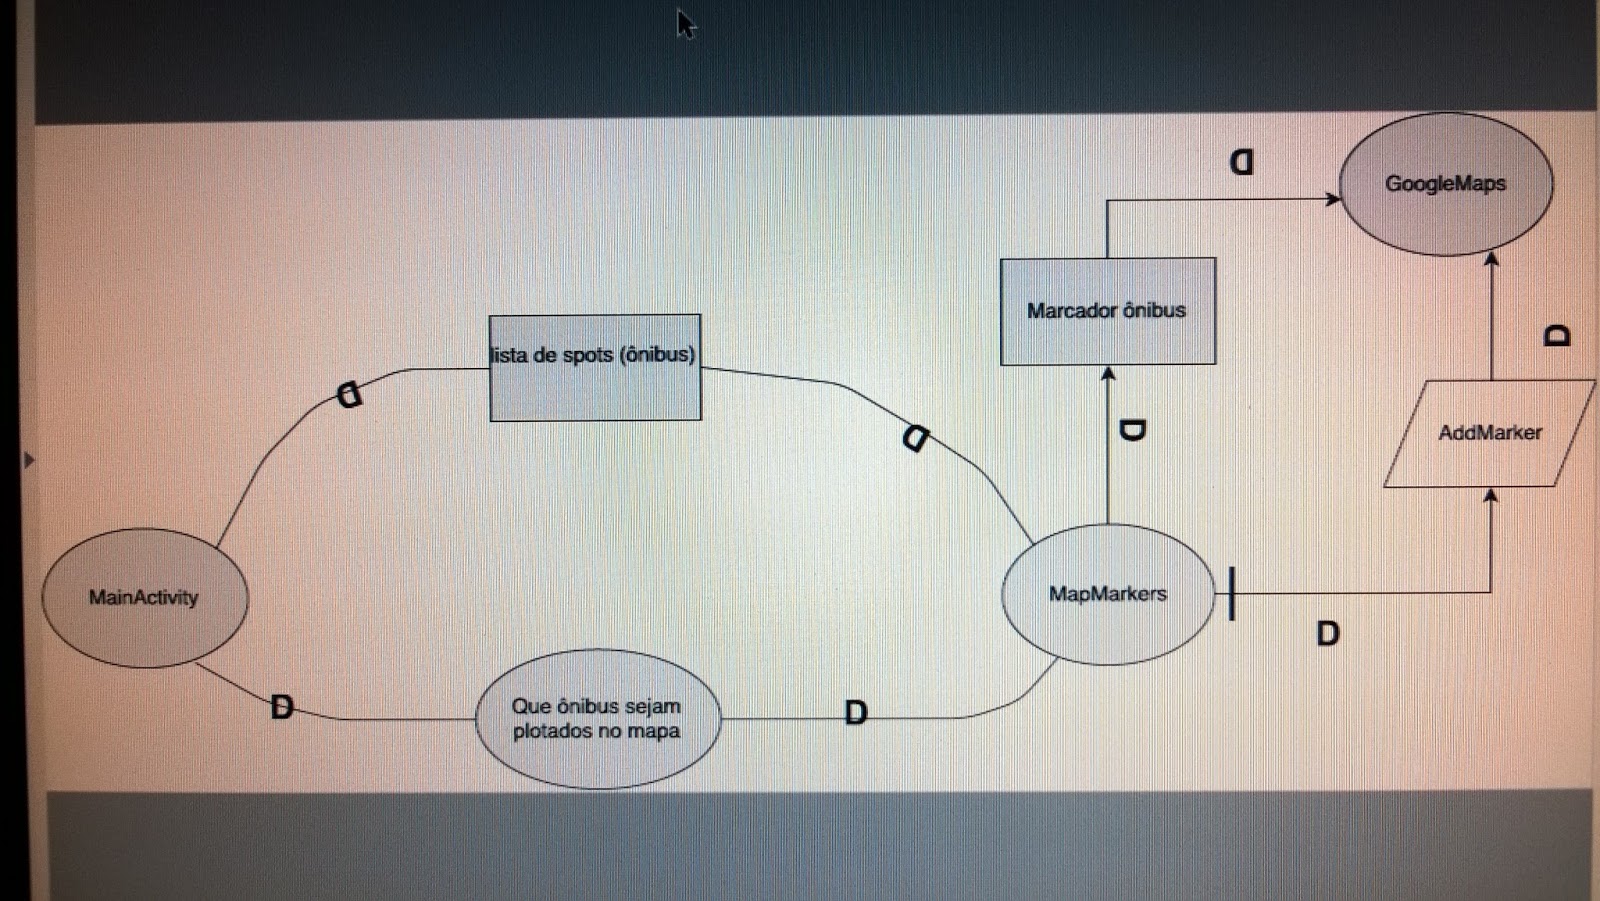 D
GoogleMaps
Marcador ônibus
D
lista de spots (ônibus)
D
D
D
AddMarker
MainActivity
MapMarkers
D
D
Que ônibus sejam
plotados no mapa
D